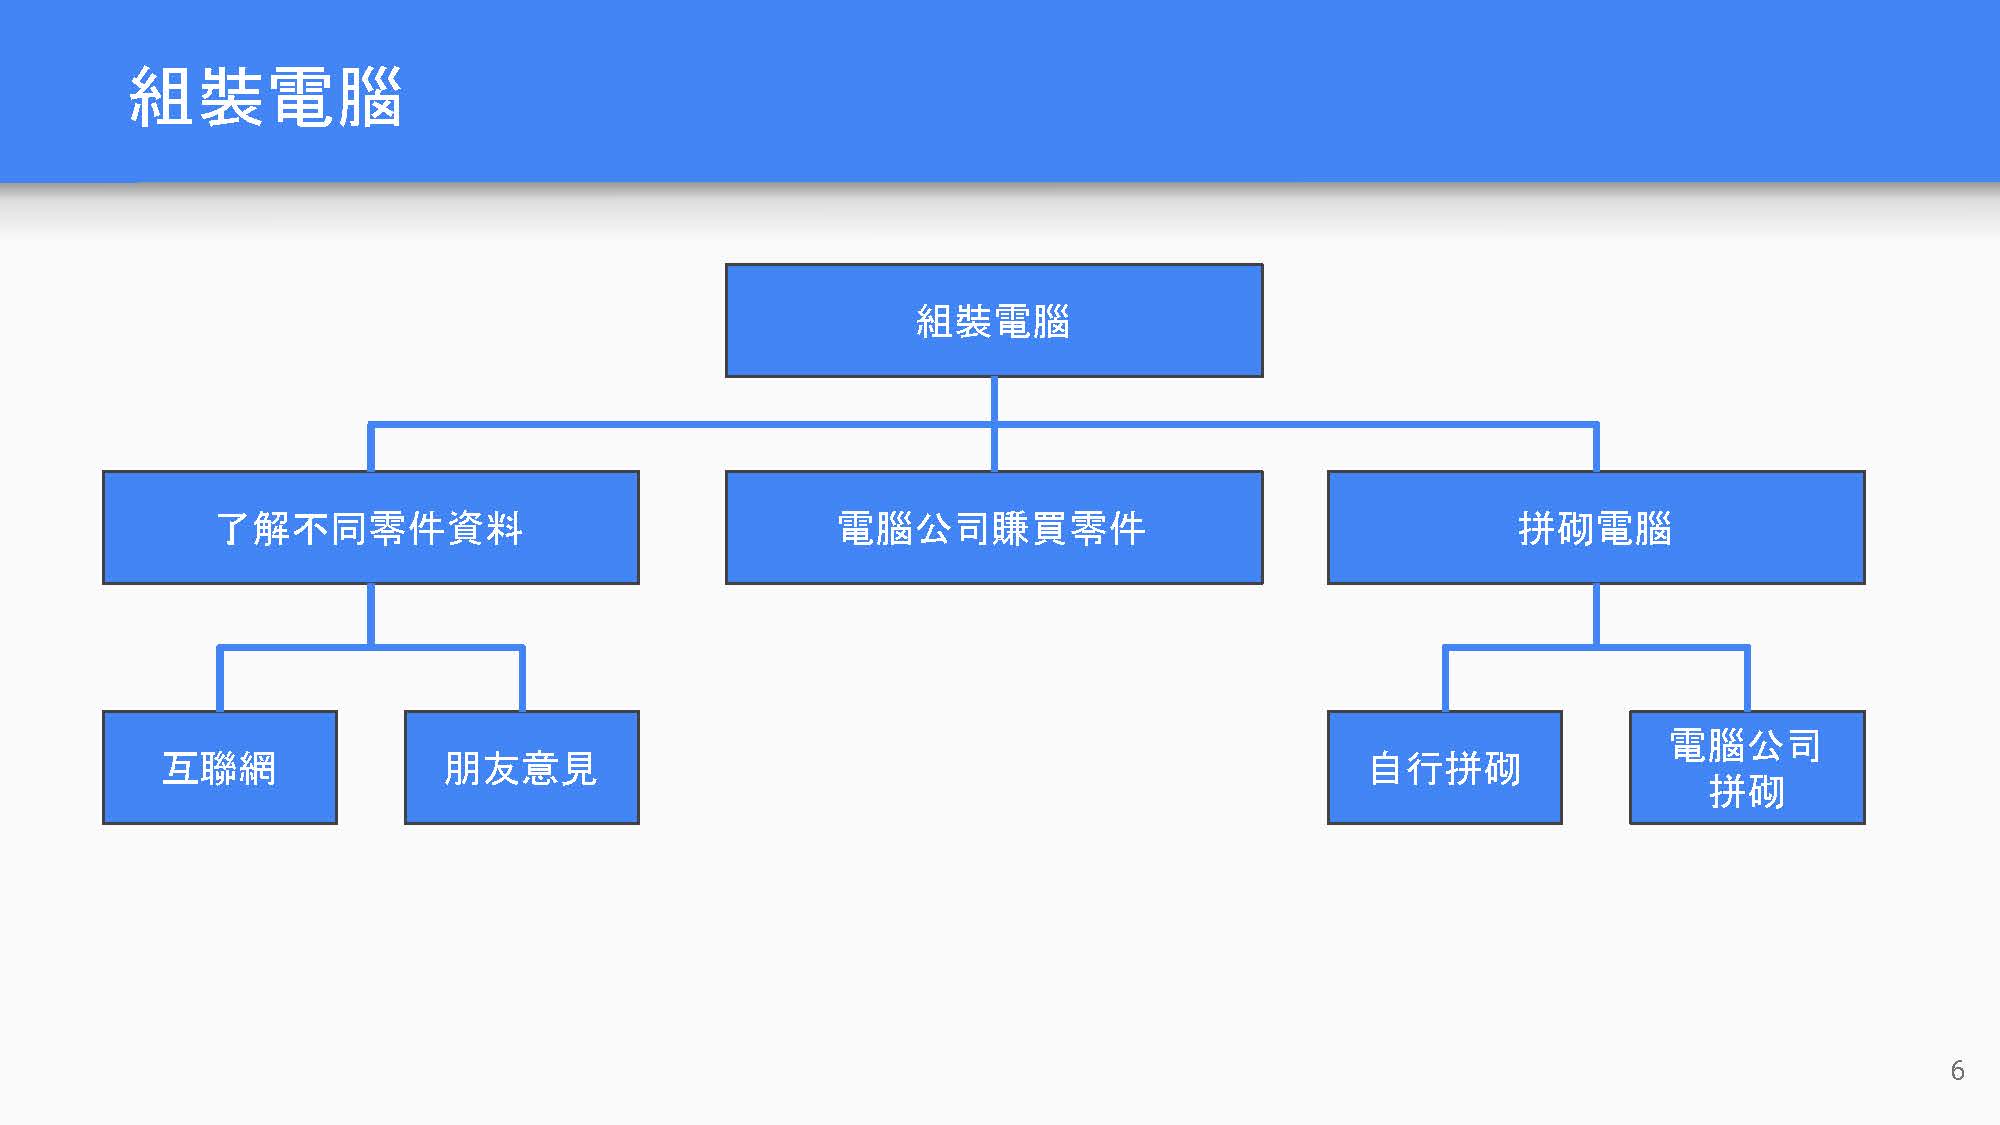 組裝電腦
組裝電腦
了解不同零件資料
電腦公司賺買零件
拼砌電腦
互聯網
朋友意見
自行拼砌
電腦公司
拼砌
6